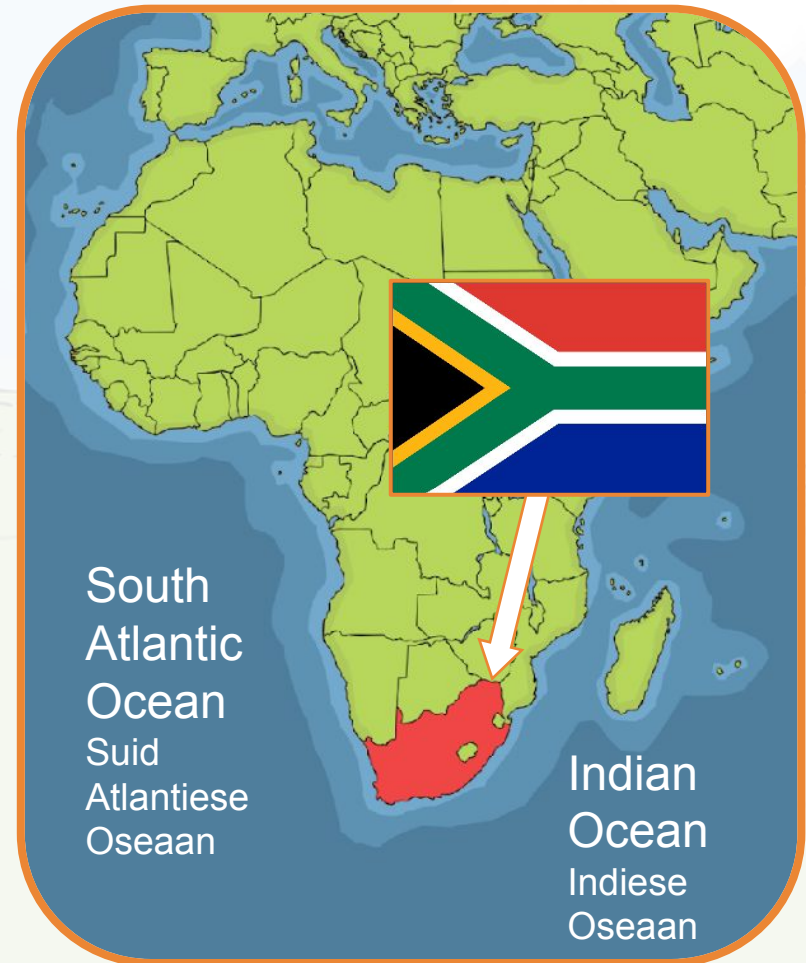 South
Atlantic
Ocean
Suid
Atlantiese
Oseaan
Indian
Ocean
Indiese
Oseaan